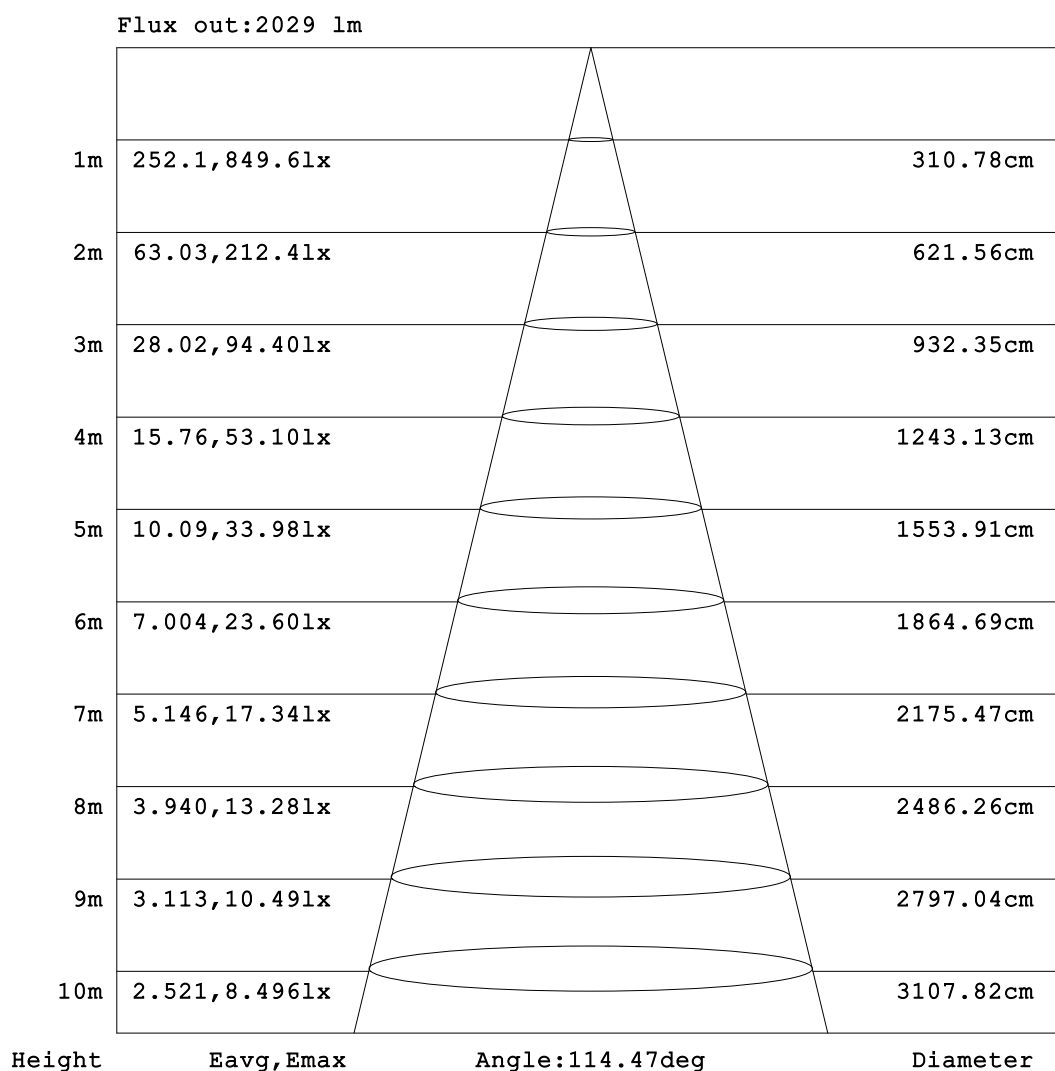 Flux out:2029 lm
1m 252.1,849.6lx 310.78cm
2m 63.03,212.4lx 621.56cm
3m 28.02,94.40lx 932.35cm
4m 15.76,53.10lx 1243.13cm
5m 10.09,33.98lx 1553.91cm
6m 7.004,23.60lx 1864.69cm
7m 5.146,17.34lx 2175.47cm
8m 3.940,13.28lx 2486.26cm
9m 3.113,10.49lx 2797.04cm
10m 2.521,8.496lx 3107.82cm
Height Eavg,Emax Angle:114.47deg Diameter